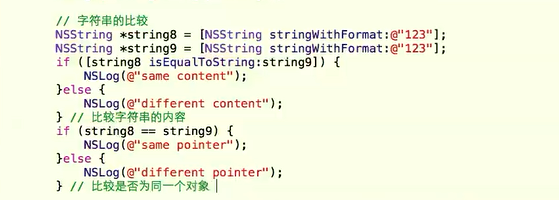 // 字符串的比较
NSString *string8 = [NSString stringWithFormat:@"123"];
NSString *string9 = [NSString stringWithFormat:@"123"];
if ([string8 isEqualToString:string9]) {
    NSLog(@"same content");
}else {
    NSLog(@"different content");
} // 比较字符串的内容
if (string8 == string9) {
    NSLog(@"same pointer");
}else {
    NSLog(@"different pointer");
} // 比较是否为同一个对象